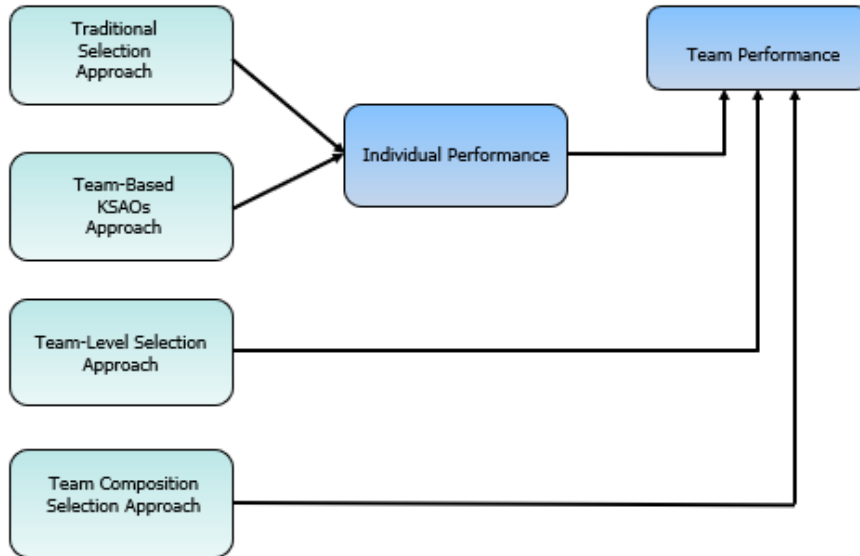 Traditional
Selection
Approach
Team Performance
Individual Performance
Team-Based
KSAOs
Approach
Team-Level Selection
Approach
Team Composition
Selection Approach